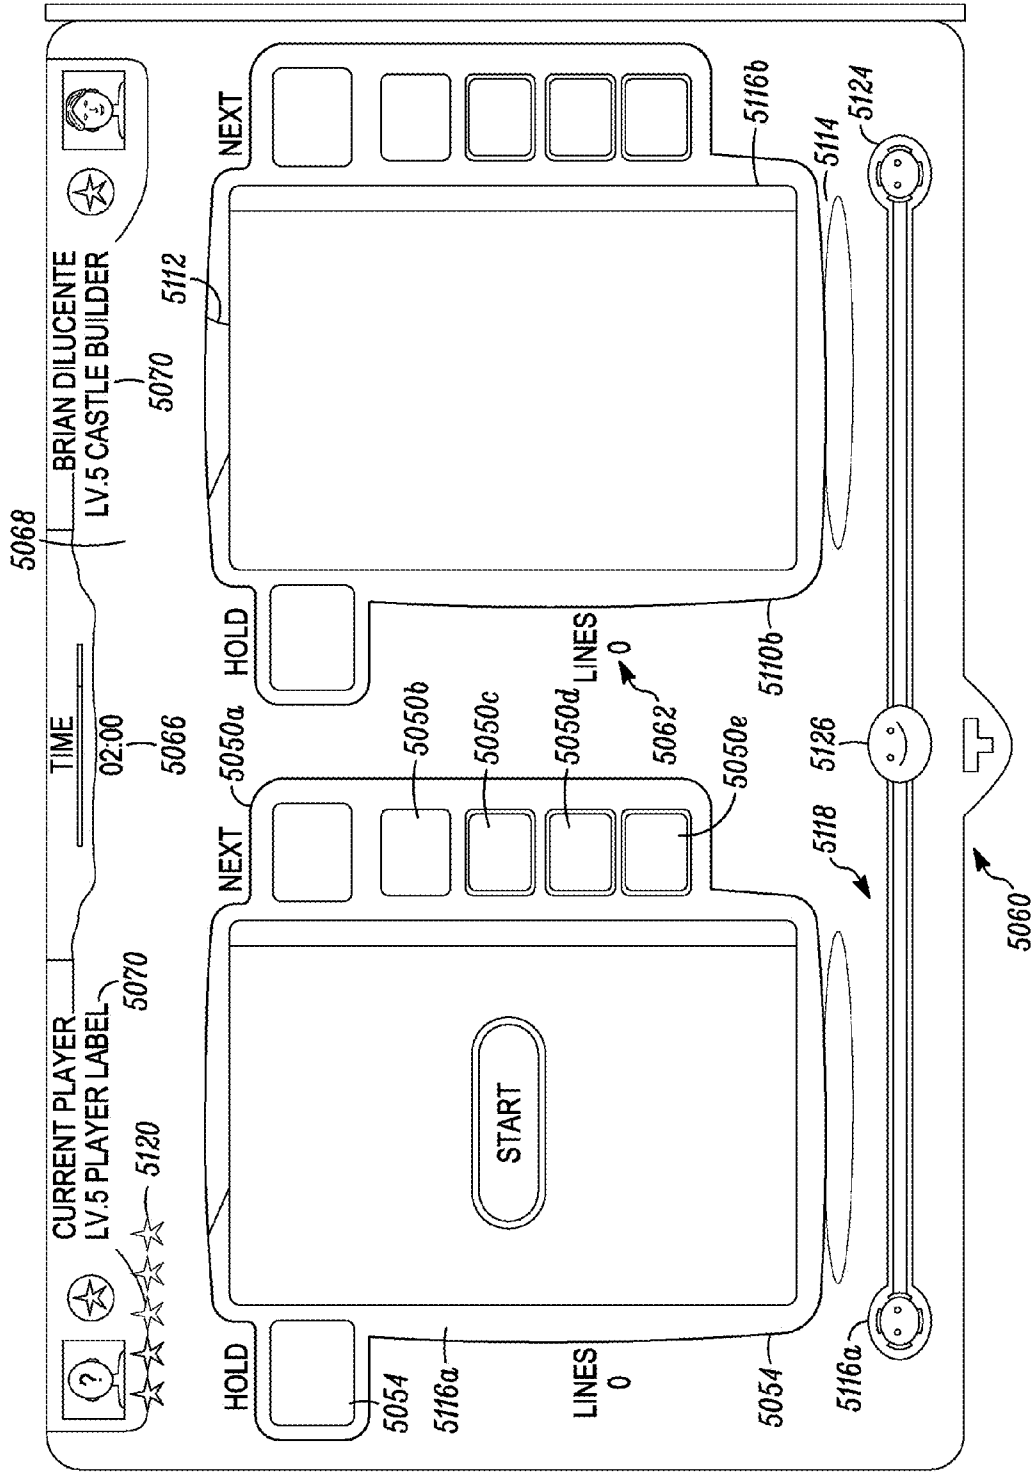 CURRENT PLAYER
LV.5 PLAYER LABEL
5070
5120
?
TIME
02:00
5066
5068
BRIAN DILUCENTE
LV.5 CASTLE BUILDER
5070
HOLD
NEXT
5050a
HOLD
NEXT
5112
5054
5116a
LINES
0
5054
START
5050b
5050c
5050d
5050e
LINES
0
5062
5110b
5116b
5114
5116a
5118
5126
5124
5060